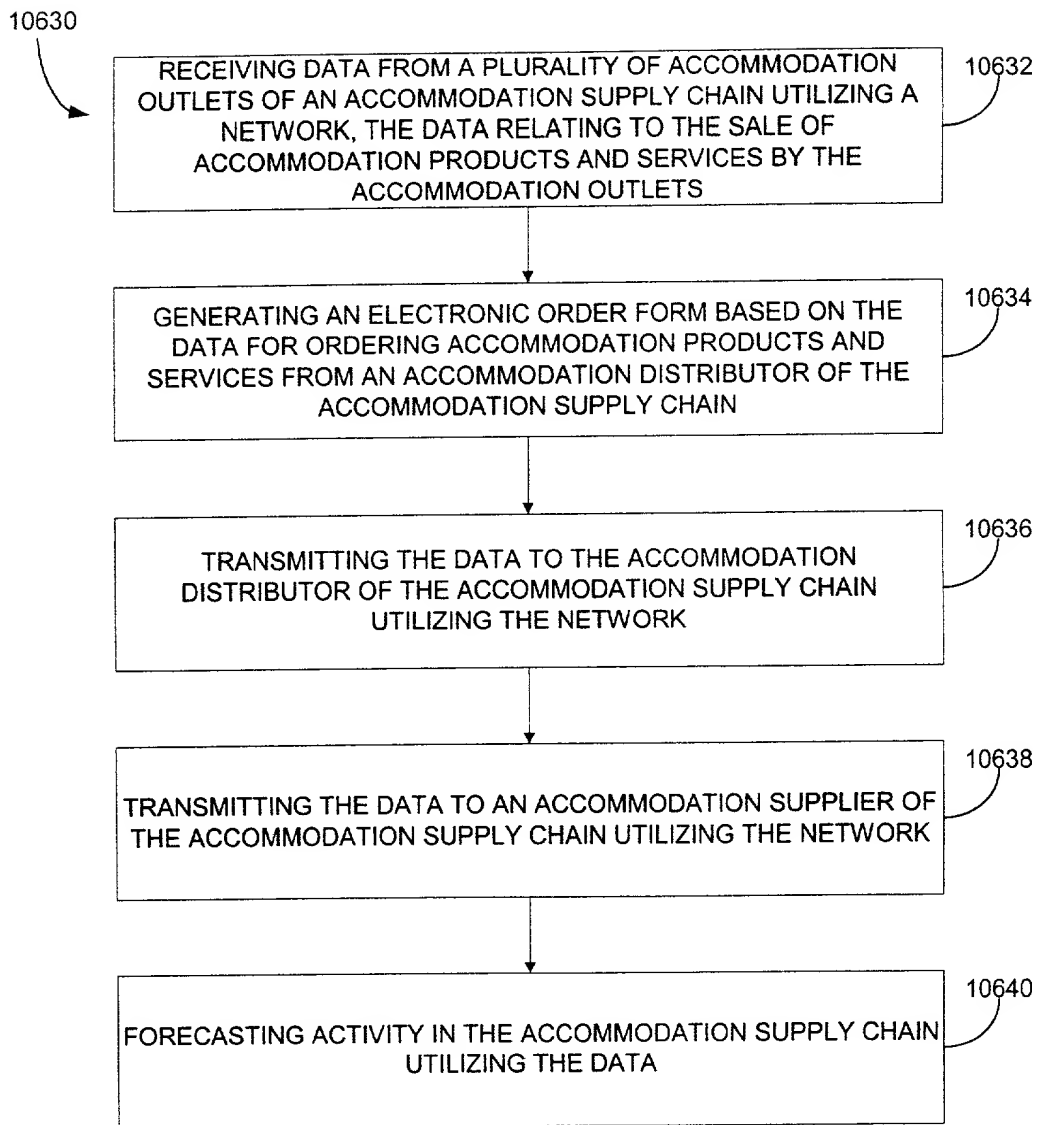 10630
RECEIVING DATA FROM A PLURALITY OF ACCOMMODATION
OUTLETS OF AN ACCOMMODATION SUPPLY CHAIN UTILIZING A
NETWORK, THE DATA RELATING TO THE SALE OF
ACCOMMODATION PRODUCTS AND SERVICES BY THE
ACCOMMODATION OUTLETS
10632
GENERATING AN ELECTRONIC ORDER FORM BASED ON THE
DATA FOR ORDERING ACCOMMODATION PRODUCTS AND
SERVICES FROM AN ACCOMMODATION DISTRIBUTOR OF THE
ACCOMMODATION SUPPLY CHAIN
10634
TRANSMITTING THE DATA TO THE ACCOMMODATION
DISTRIBUTOR OF THE ACCOMMODATION SUPPLY CHAIN
UTILIZING THE NETWORK
10636
TRANSMITTING THE DATA TO AN ACCOMMODATION SUPPLIER OF
THE ACCOMMODATION SUPPLY CHAIN UTILIZING THE NETWORK
10638
FORECASTING ACTIVITY IN THE ACCOMMODATION SUPPLY CHAIN
UTILIZING THE DATA
10640